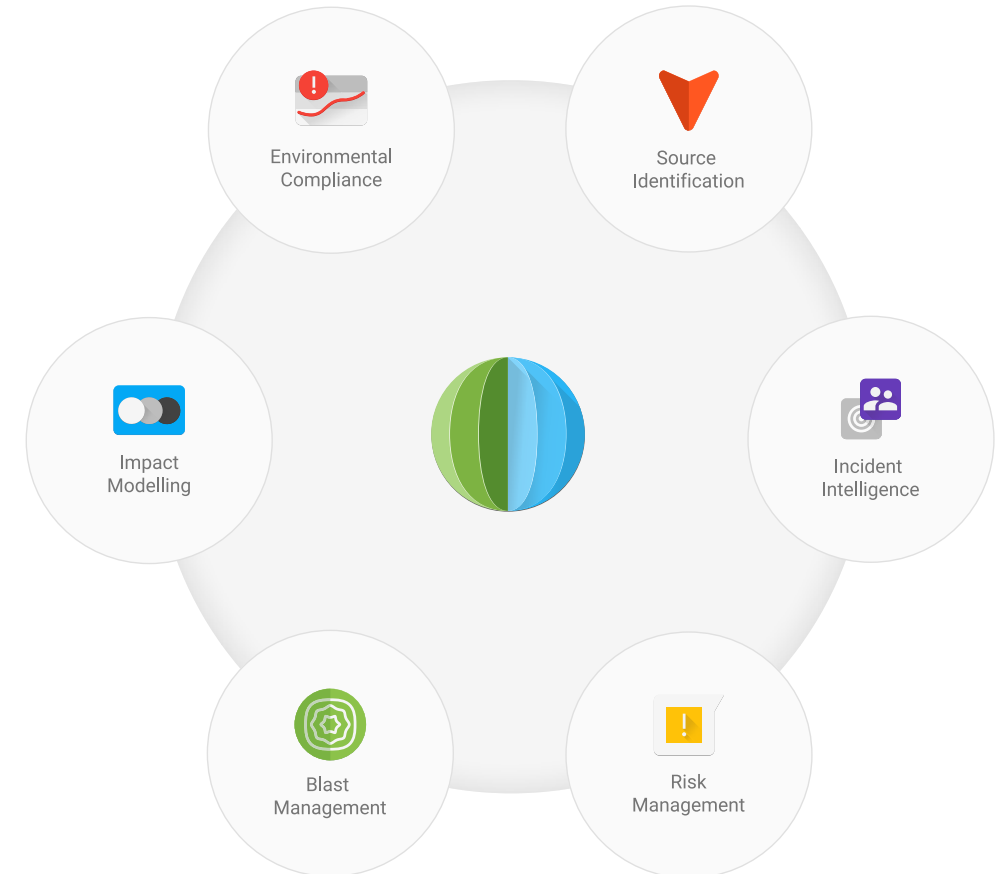 Environmental
Compliance
Source
Identification
Impact
Modelling
Incident
Intelligence
Blast
Management
Risk
Management